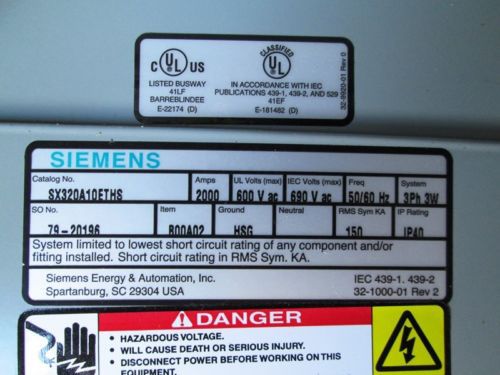 C UL US
LISTED BUSWAY
41LF
BARREBLINDEE
E-22174 (D)
CLASSIFIED
UL
IN ACCORDANCE WITH IEC
PUBLICATIONS 439-1, 439-2, AND 529
41EF
E-181482 (D)
32-8920-01 Rev 0
SIEMENS
Catalog No. Amps UL Volts (max) IEC Volts (max) Freq System
SX320A10ETHS 2000 600 V ac 690 V ac 50/60 Hz 3Ph 3W
SO No. Item Ground Neutral RMS Sym KA IP Rating
79-20196 B00A02 HSG 150 IP40
System limited to lowest short circuit rating of any component and/or
fitting installed. Short circuit rating in RMS Sym. KA.
Siemens Energy & Automation, Inc. IEC 439-1. 439-2
Spartanburg, SC 29304 USA 32-1000-01 Rev 2
DANGER
• HAZARDOUS VOLTAGE.
• WILL CAUSE DEATH OR SERIOUS INJURY.
• DISCONNECT POWER BEFORE WORKING ON THIS
EQUIPMENT.